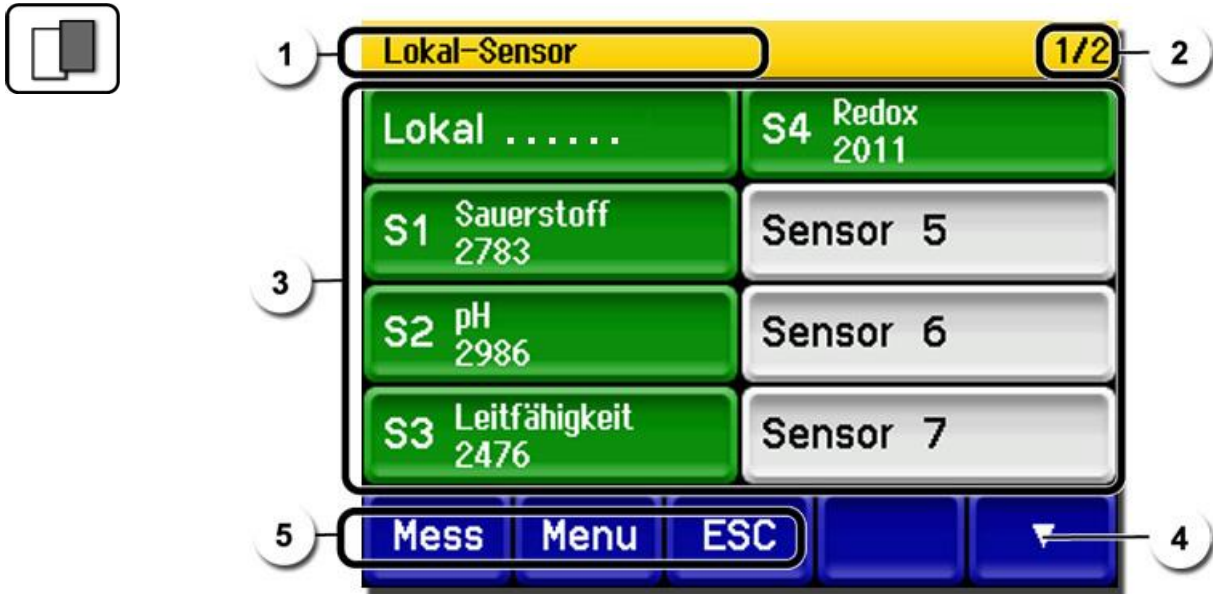 1
Lokal-Sensor
1/2
2
3
Lokal ......
S4 Redox
2011
S1 Sauerstoff
2783
Sensor 5
S2 pH
2986
Sensor 6
S3 Leitfähigkeit
2476
Sensor 7
5
Mess Menu ESC
4